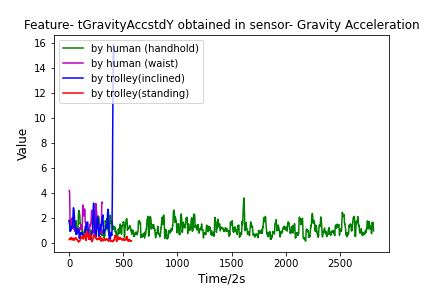 Feature- tGravityAccstdY obtained in sensor- Gravity Acceleration
by human (handhold)
by human (waist)
by trolley(inclined)
by trolley(standing)
16
14
12
10
8
6
4
2
0
Value
0 500 1000 1500 2000 2500
Time/2s